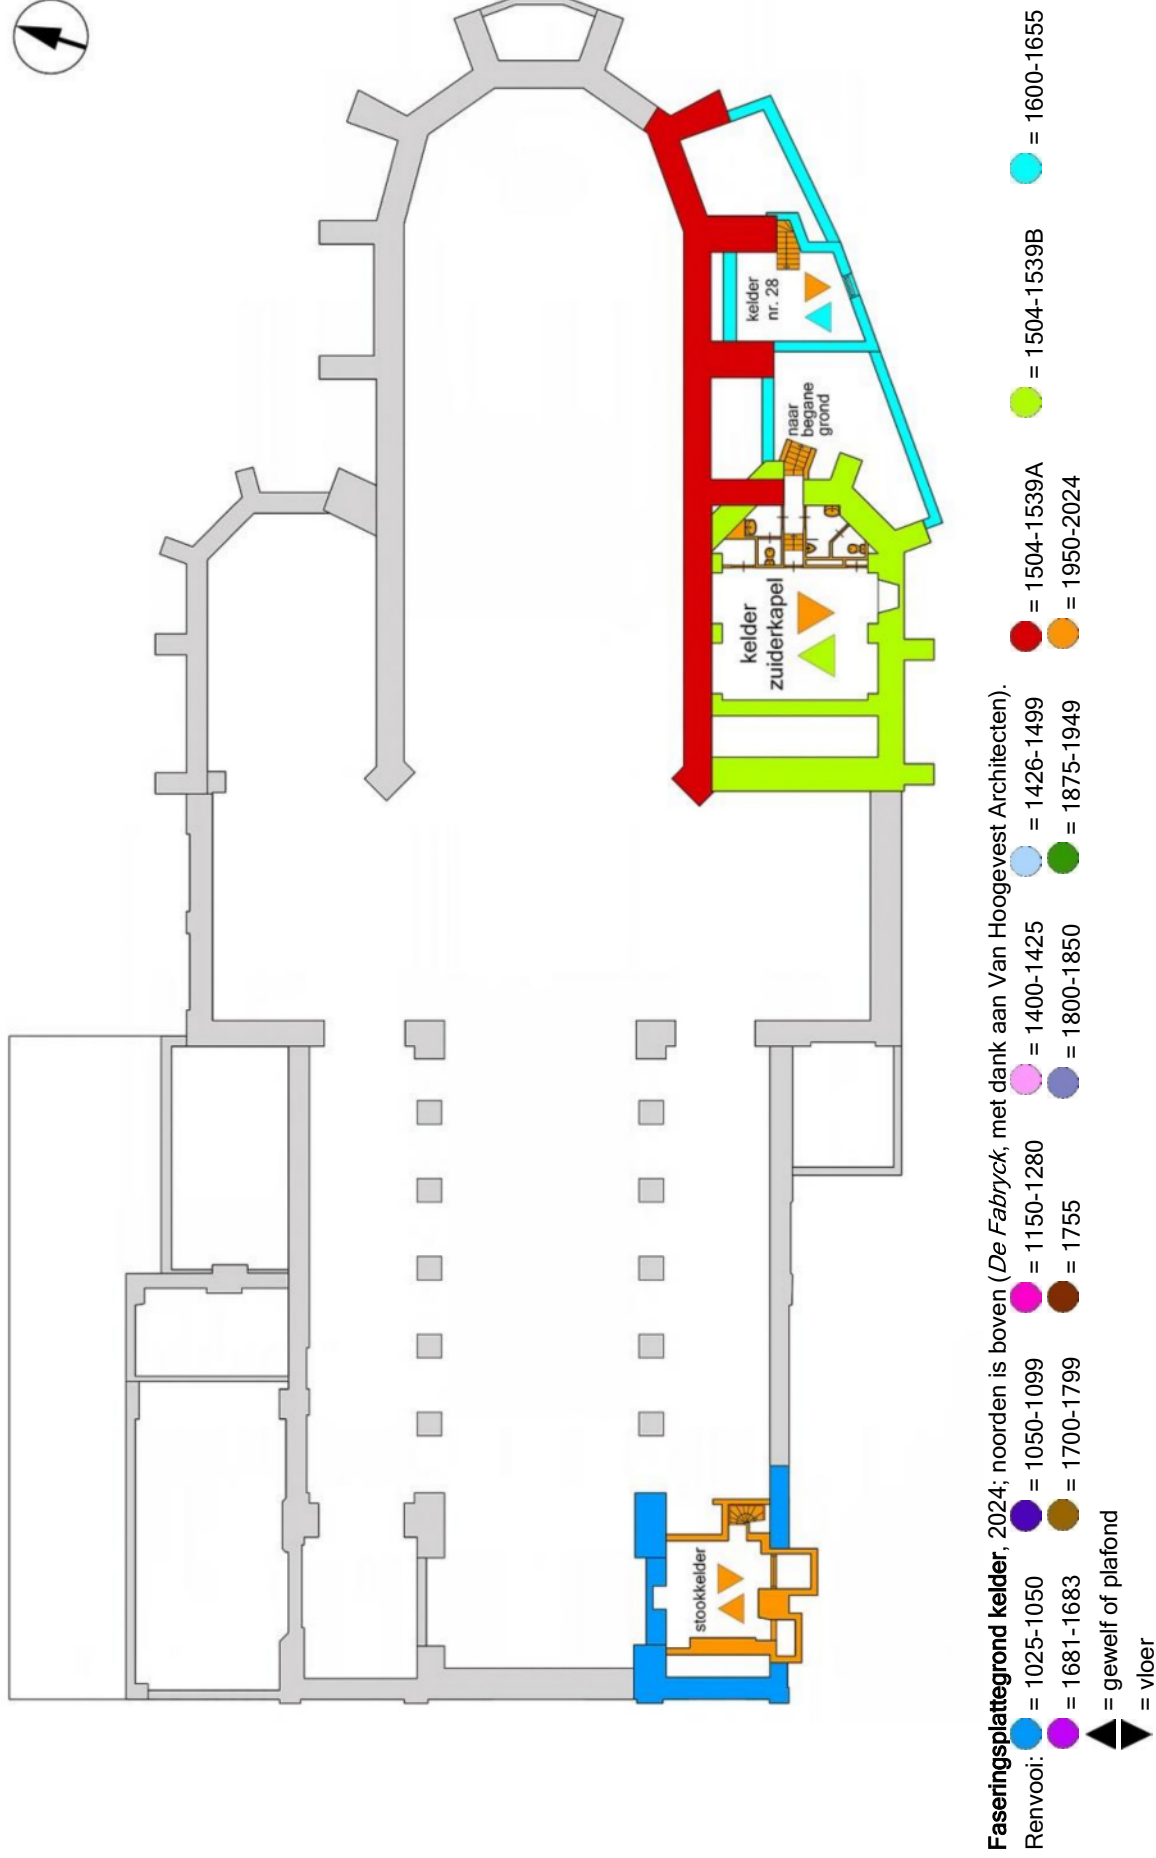 kelder
nr. 28
naar
begane
grond
kelder
zuiderkapel
stookkelder
Faseringsplattegrond kelder, 2024; noorden is boven (De Fabryck, met dank aan Van Hoogevest Architecten).
Renvooi: = 1025-1050 = 1050-1099 = 1150-1280 = 1400-1425 = 1426-1499 = 1504-1539A = 1504-1539B = 1600-1655
= 1681-1683 = 1700-1799 = 1755 = 1800-1850 = 1875-1949 = 1950-2024
= gewelf of plafond
= vloer